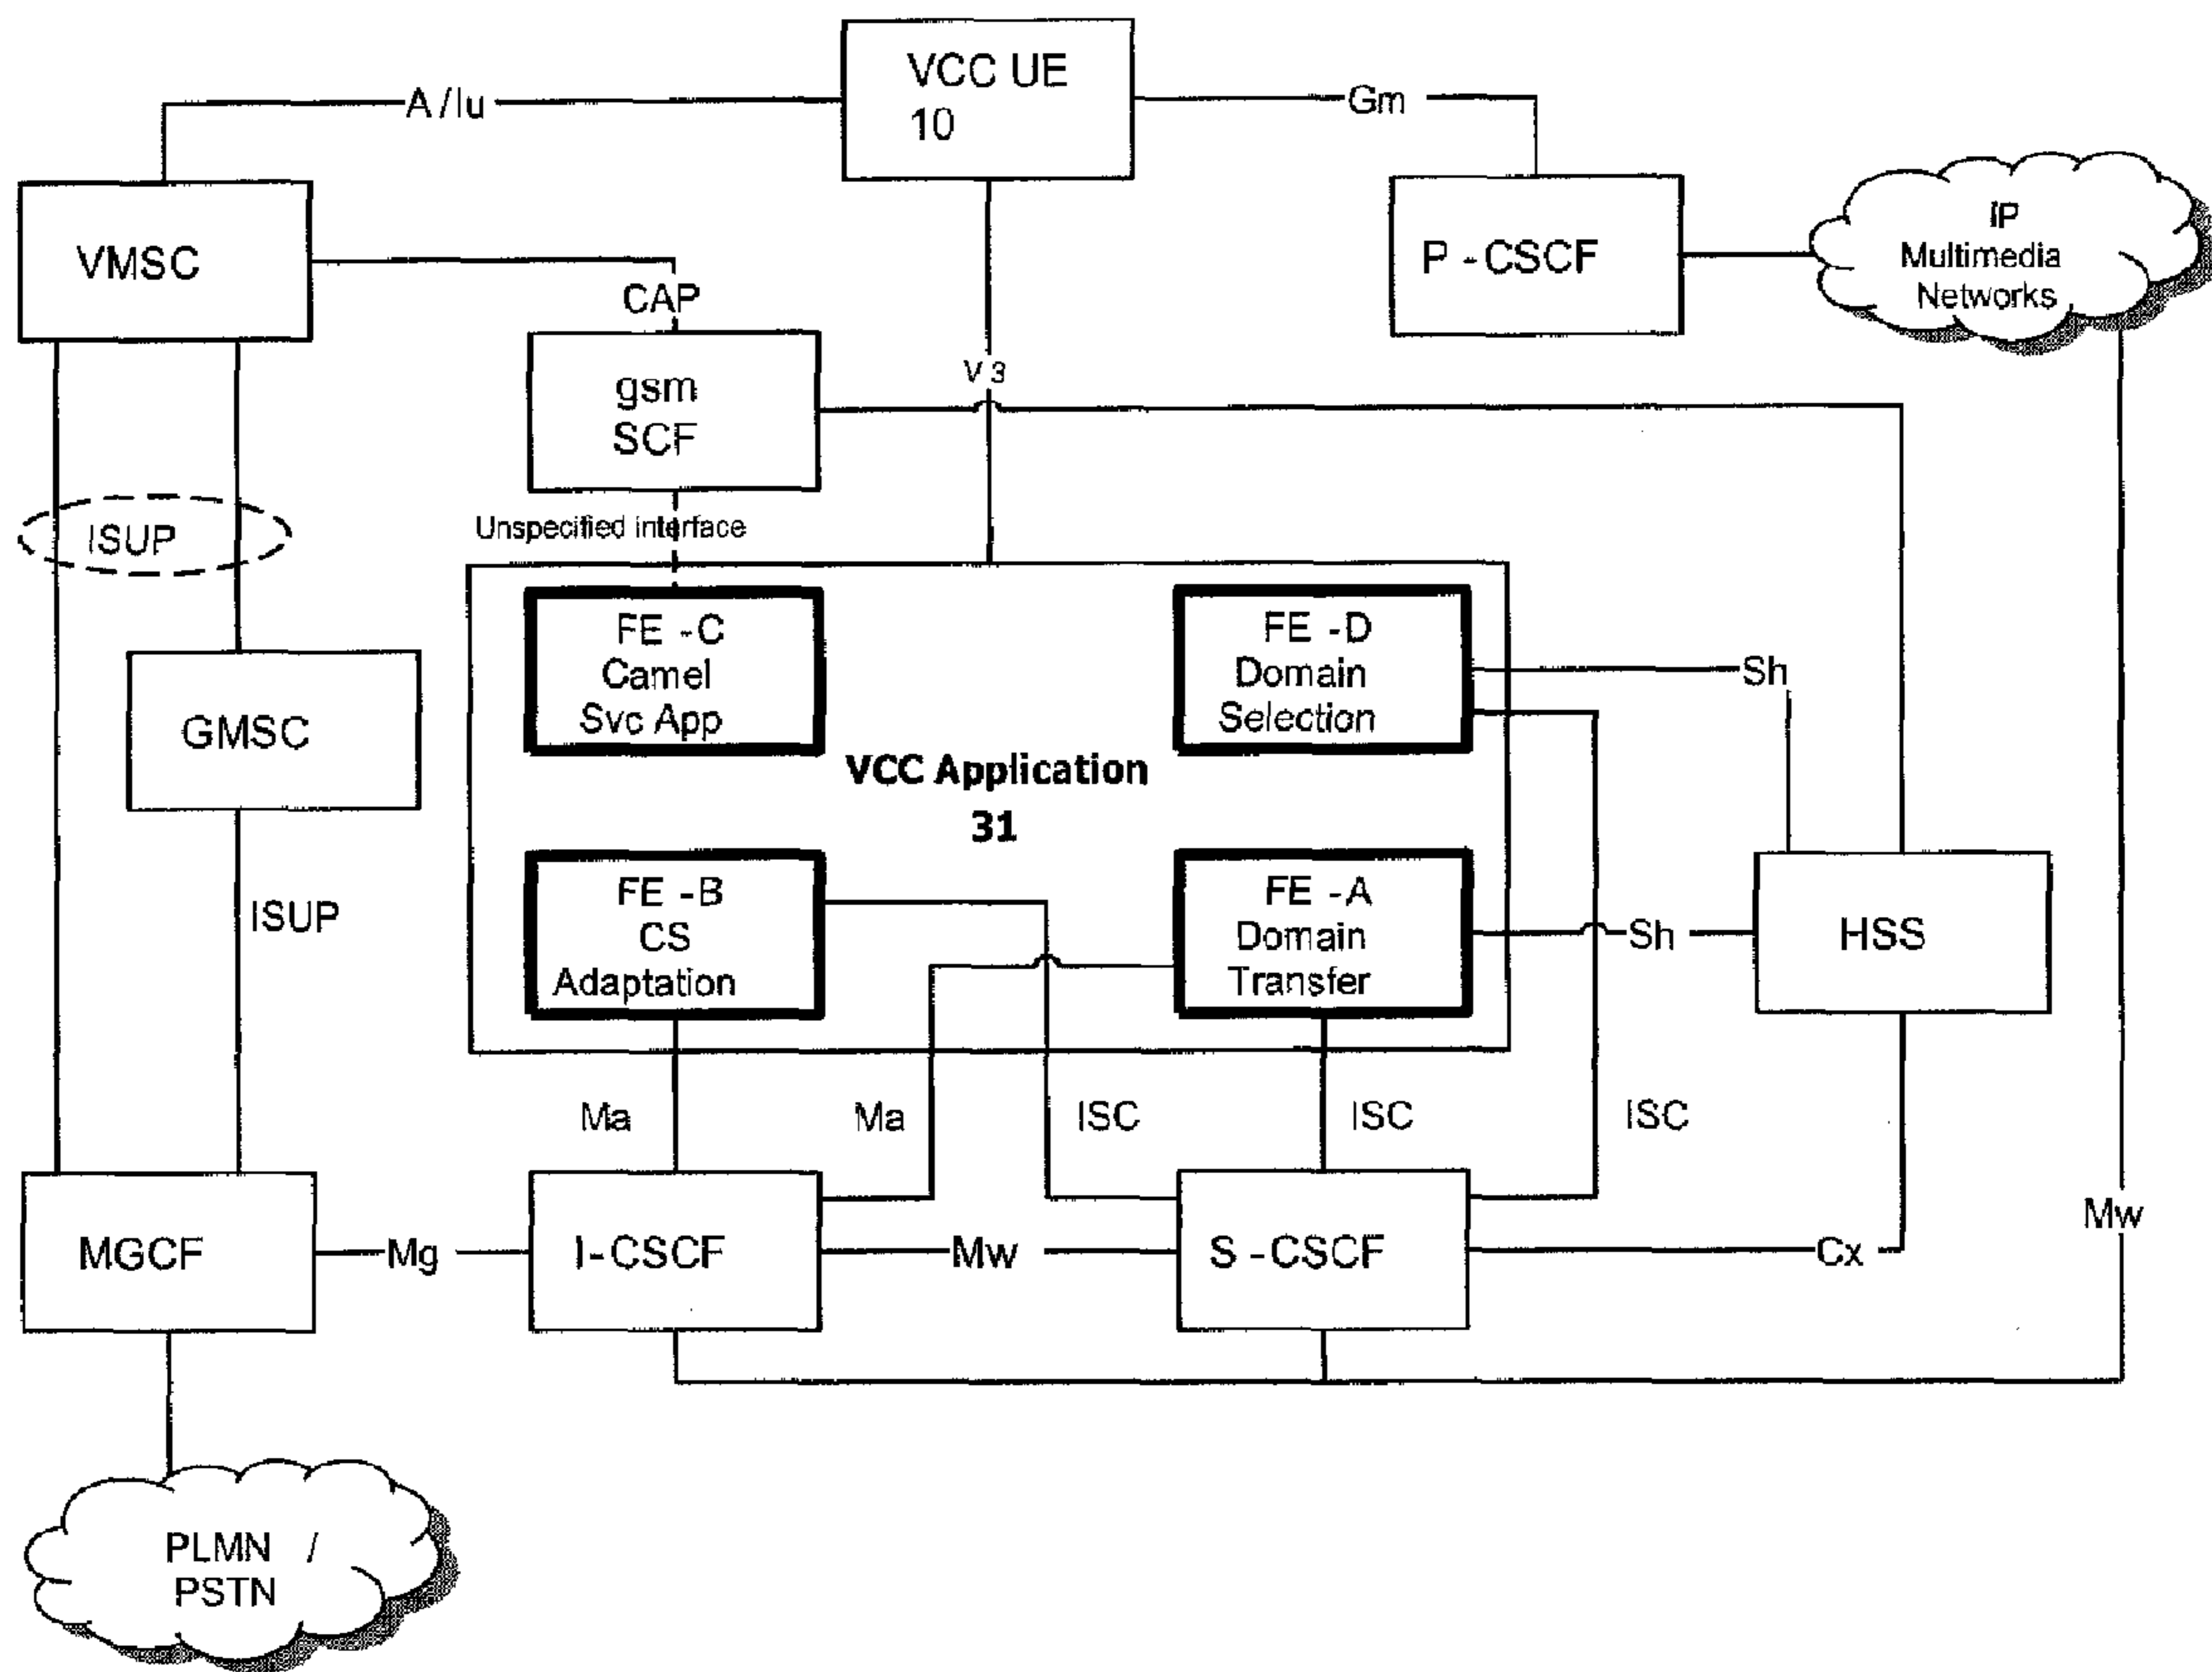 VCC UE
10
A/Iu
Gm
VMSC
P-CSCF
IP
Multimedia
Networks
CAP
V3
gsm
SCF
ISUP
Unspecified interface
FE-C
Camel
Svc App
FE-D
Domain
Selection
Sh
GMSC
VCC Application
31
FE-B
CS
Adaptation
FE-A
Domain
Transfer
Sh
HSS
ISUP
Ma
Ma
ISC
ISC
ISC
Mw
MGCF
Mg
I-CSCF
Mw
S-CSCF
Cx
PLMN /
PSTN